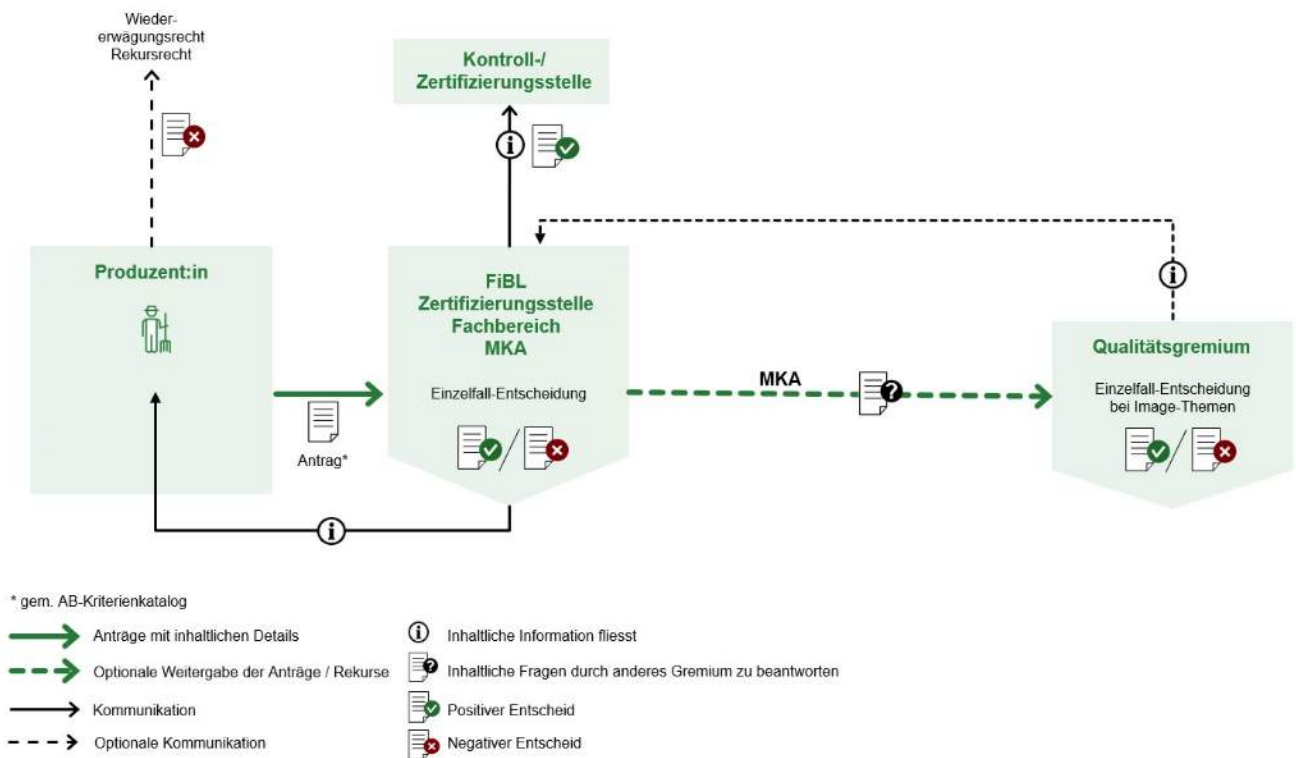 Wieder-
erwägungsrecht
Rekursrecht
Kontroll-/
Zertifizierungsstelle
Produzent:in
Antrag*
FiBL
Zertifizierungsstelle
Fachbereich
MKA
Einzelfall-Entscheidung
MKA
Qualitätsgremium
Einzelfall-Entscheidung
bei Image-Themen
* gem. AB-Kriterienkatalog
Anträge mit inhaltlichen Details
Optionale Weitergabe der Anträge / Rekurse
Kommunikation
Optionale Kommunikation
Inhaltliche Information fliesst
Inhaltliche Fragen durch anderes Gremium zu beantworten
Positiver Entscheid
Negativer Entscheid